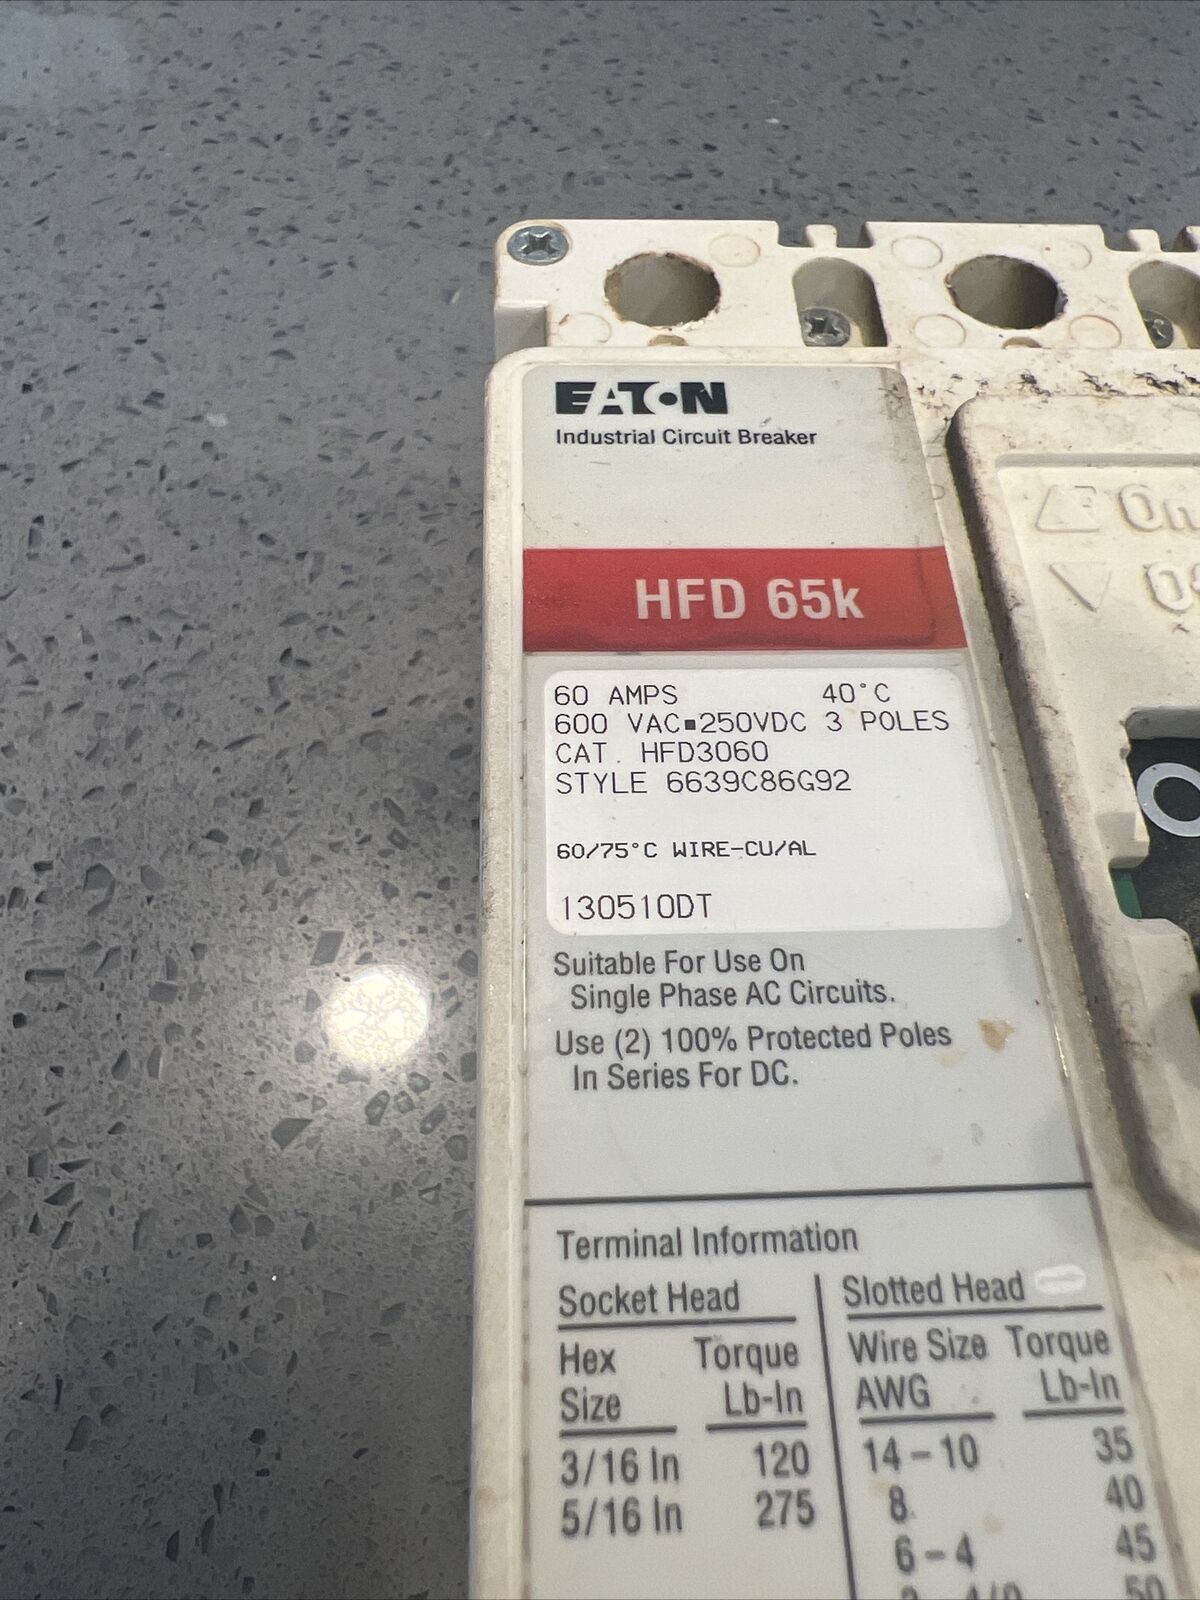 EATON
Industrial Circuit Breaker
HFD 65k
60 AMPS 40°C
600 VAC▪250VDC 3 POLES
CAT. HFD3060
STYLE 6639C86G92
60/75°C WIRE-CU/AL
130510DT
Suitable For Use On
Single Phase AC Circuits.
Use (2) 100% Protected Poles
In Series For DC.
Terminal Information
Socket Head
Hex Torque
Size Lb-In
3/16 In 120
5/16 In 275
Slotted Head
Wire Size Torque
AWG Lb-In
14 – 10 35
8 40
6 – 4 45
50